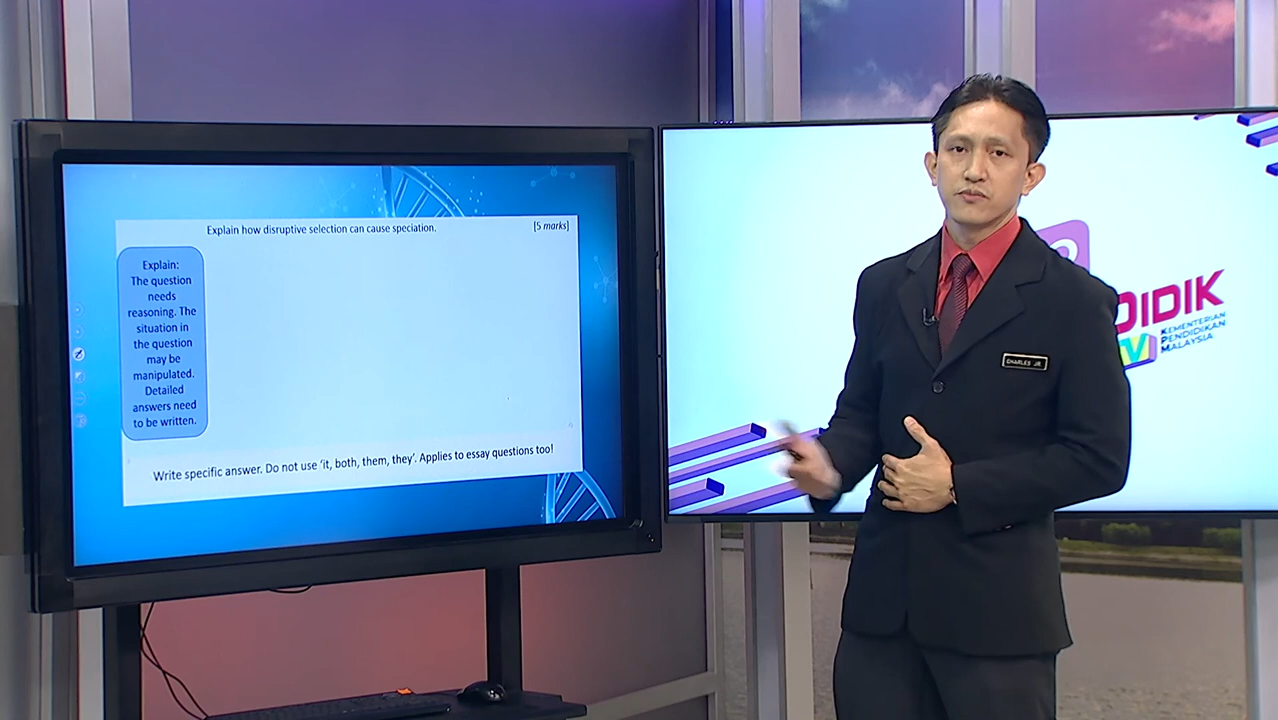 Explain how disruptive selection can cause speciation.
[5 marks]
Explain:
The question
needs
reasoning. The
situation in
the question
may be
manipulated.
Detailed
answers need
to be written.
Write specific answer. Do not use 'it, both, them, they'. Applies to essay questions too!
CHARLES JR.
DIDIK
TV
KEMENTERIAN
PENDIDIKAN
MALAYSIA